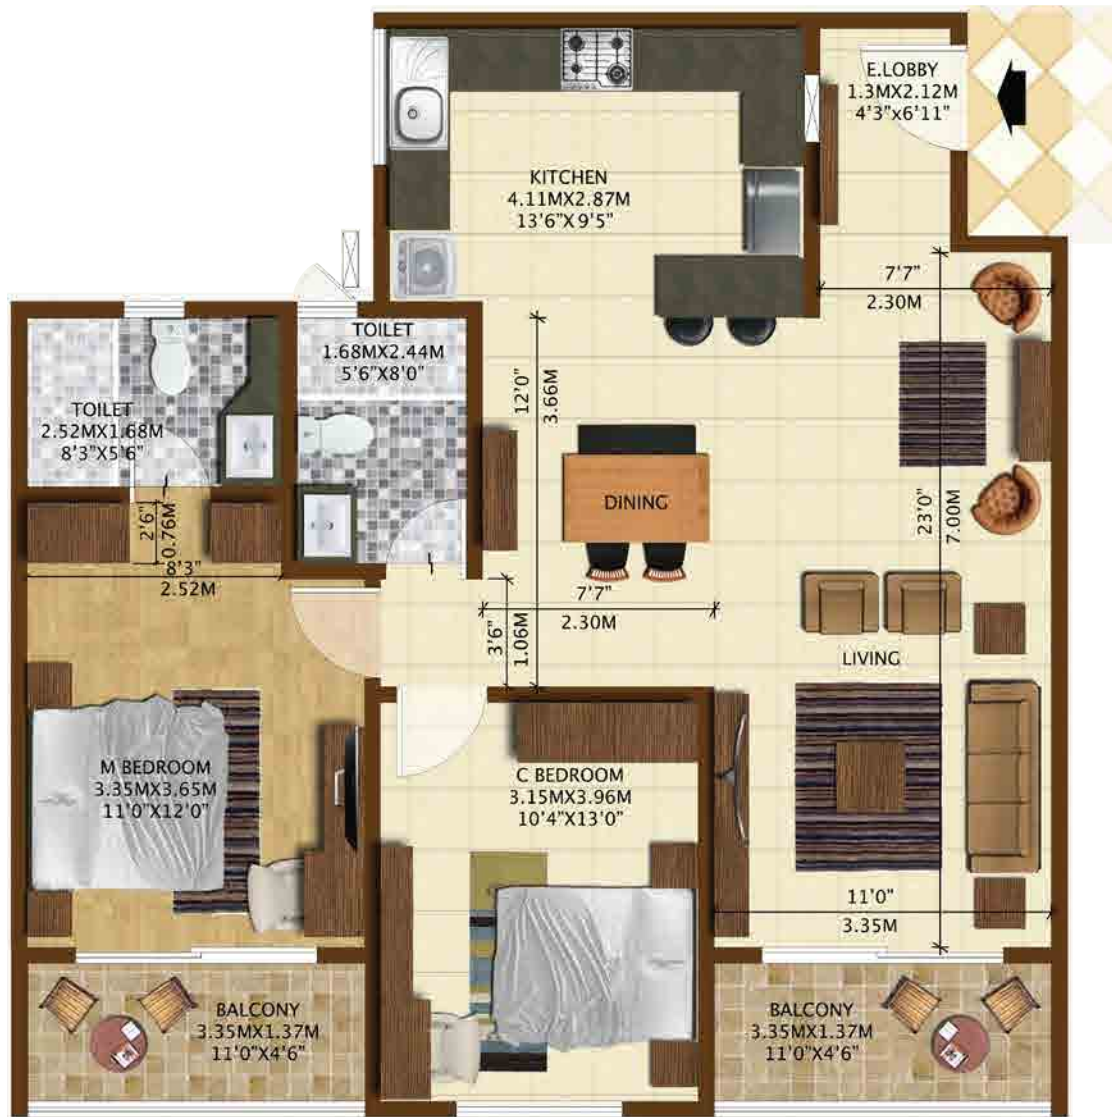 E.LOBBY
1.3MX2.12M
4'3"x6'11"
KITCHEN
4.11MX2.87M
13'6"X9'5"
7'7"
2.30M
TOILET
1.68MX2.44M
5'6"X8'0"
12'0"
3.66M
TOILET
2.52MX1.68M
8'3"X5'6"
DINING
23'0"
7.00M
2'6"
0.76M
8'3"
2.52M
7'7"
2.30M
3'6"
1.06M
LIVING
M BEDROOM
3.35MX3.65M
11'0"X12'0"
C BEDROOM
3.15MX3.96M
10'4"X13'0"
11'0"
3.35M
BALCONY
3.35MX1.37M
11'0"X4'6"
BALCONY
3.35MX1.37M
11'0"X4'6"